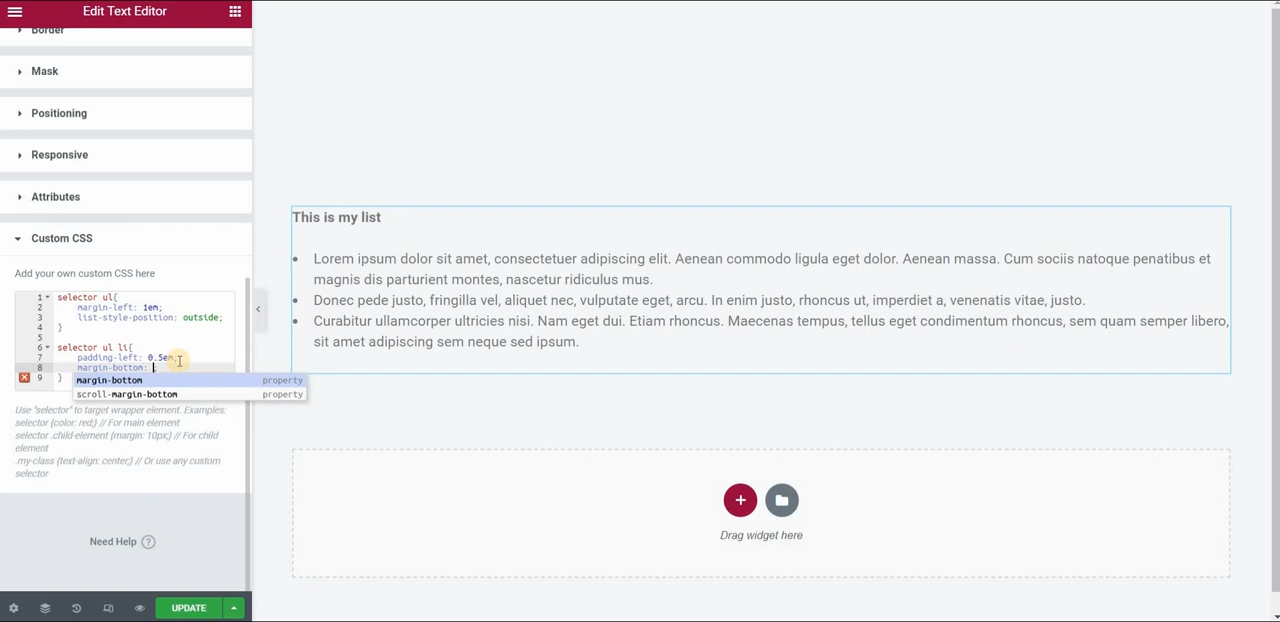 Edit Text Editor
Border
Mask
Positioning
Responsive
Attributes
Custom CSS
Add your own custom CSS here
1 selector ul{
2 margin-left: 1em;
3 list-style-position: outside;
4 }
5
6 selector ul li{
7 padding-left: 0.5em;
8 margin-bottom: ;
9 }
margin-bottom property
scroll-margin-bottom property
Use "selector" to target wrapper element. Examples:
selector {color: red;} // For main element
selector .child-element {margin: 10px;} // For child
element
.my-class {text-align: center;} // Or use any custom
selector
Need Help ?
UPDATE
This is my list
• Lorem ipsum dolor sit amet, consectetuer adipiscing elit. Aenean commodo ligula eget dolor. Aenean massa. Cum sociis natoque penatibus et
magnis dis parturient montes, nascetur ridiculus mus.
• Donec pede justo, fringilla vel, aliquet nec, vulputate eget, arcu. In enim justo, rhoncus ut, imperdiet a, venenatis vitae, justo.
• Curabitur ullamcorper ultricies nisi. Nam eget dui. Etiam rhoncus. Maecenas tempus, tellus eget condimentum rhoncus, sem quam semper libero,
sit amet adipiscing sem neque sed ipsum.
Drag widget here